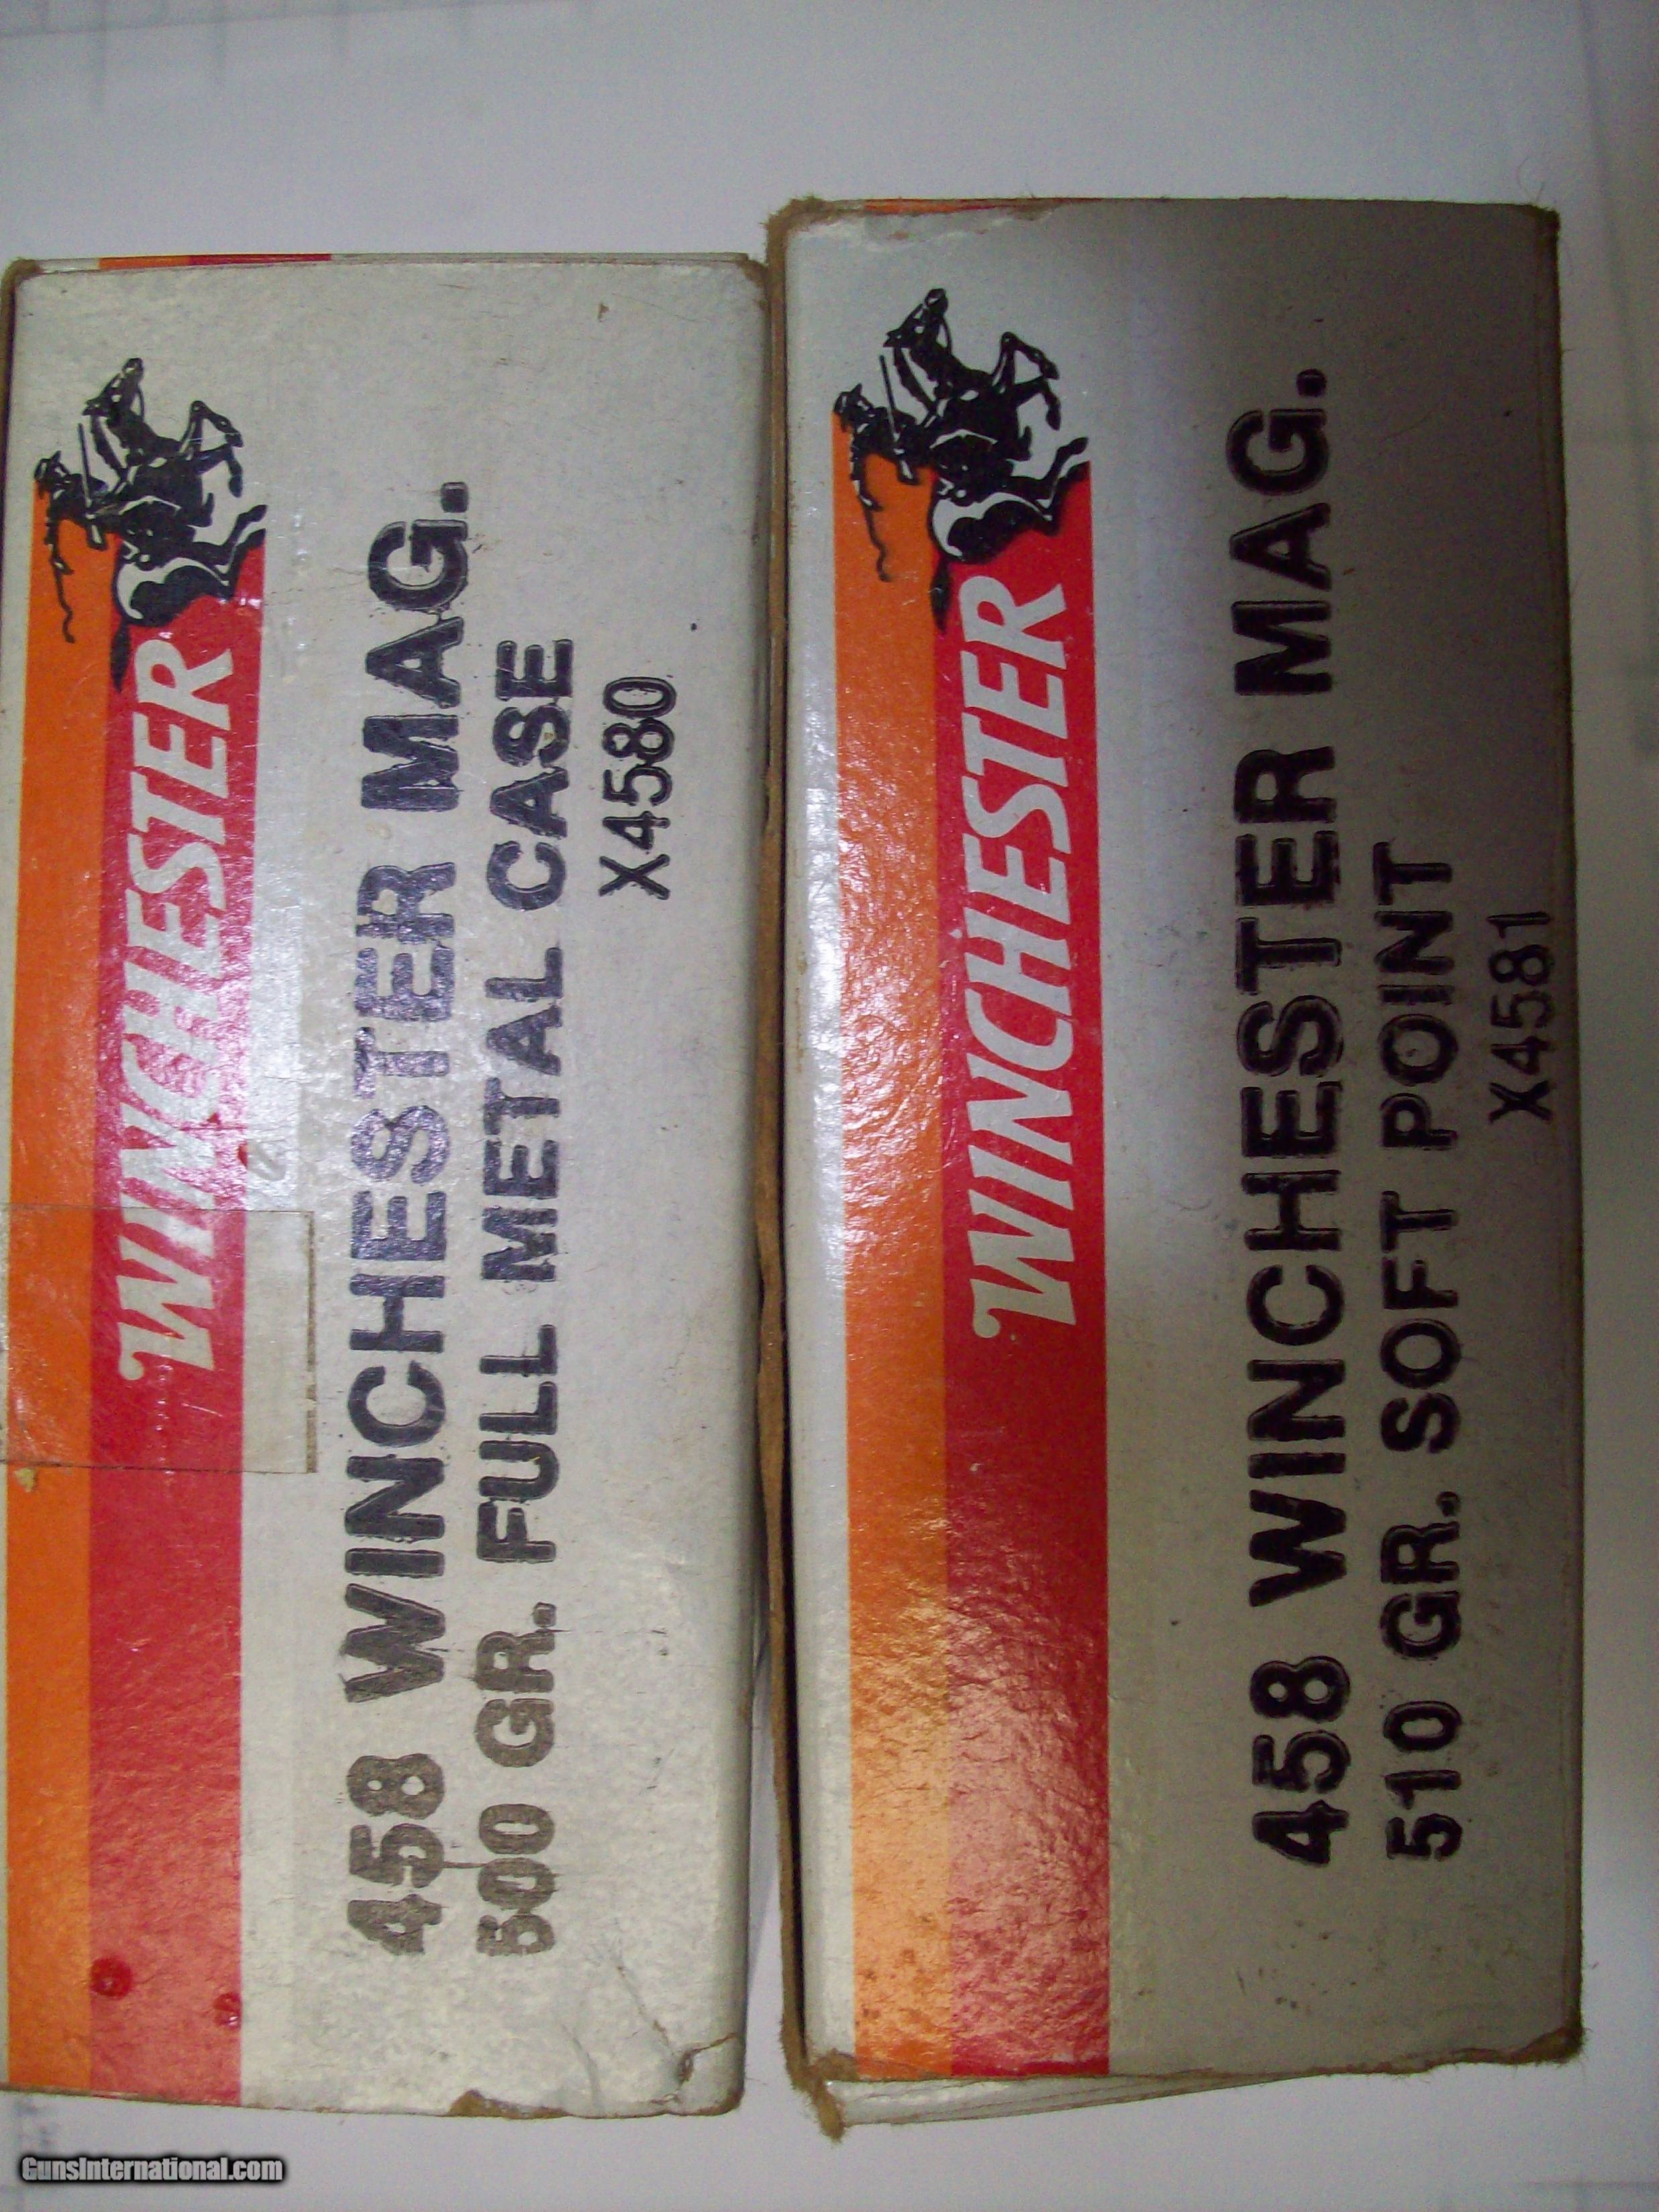 WINCHESTER
458 WINCHESTER MAG.
500 GR. FULL METAL CASE
X4580
WINCHESTER
458 WINCHESTER MAG.
510 GR. SOFT POINT
X4581
GunsInternational.com